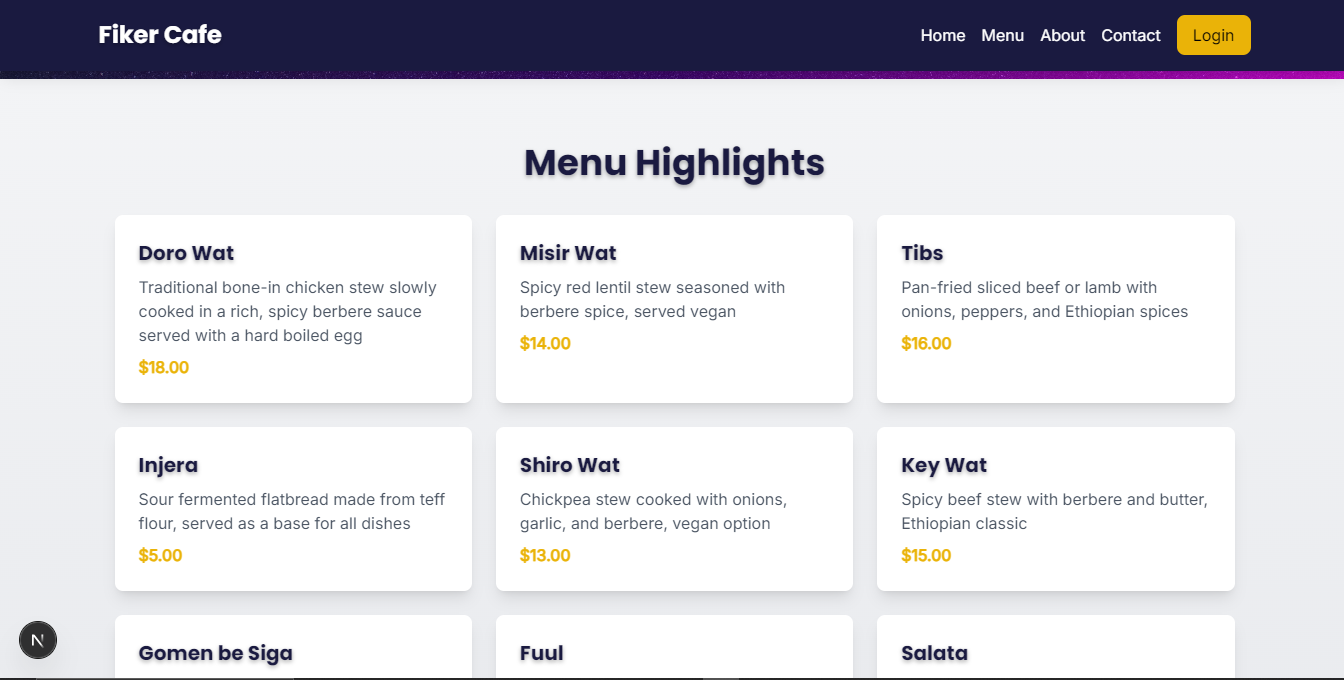 Fiker Cafe
Home Menu About Contact Login
Menu Highlights
Doro Wat
Traditional bone-in chicken stew slowly
cooked in a rich, spicy berbere sauce
served with a hard boiled egg
$18.00
Misir Wat
Spicy red lentil stew seasoned with
berbere spice, served vegan
$14.00
Tibs
Pan-fried sliced beef or lamb with
onions, peppers, and Ethiopian spices
$16.00
Injera
Sour fermented flatbread made from teff
flour, served as a base for all dishes
$5.00
Shiro Wat
Chickpea stew cooked with onions,
garlic, and berbere, vegan option
$13.00
Key Wat
Spicy beef stew with berbere and butter,
Ethiopian classic
$15.00
Gomen be Siga
Fuul
Salata
N